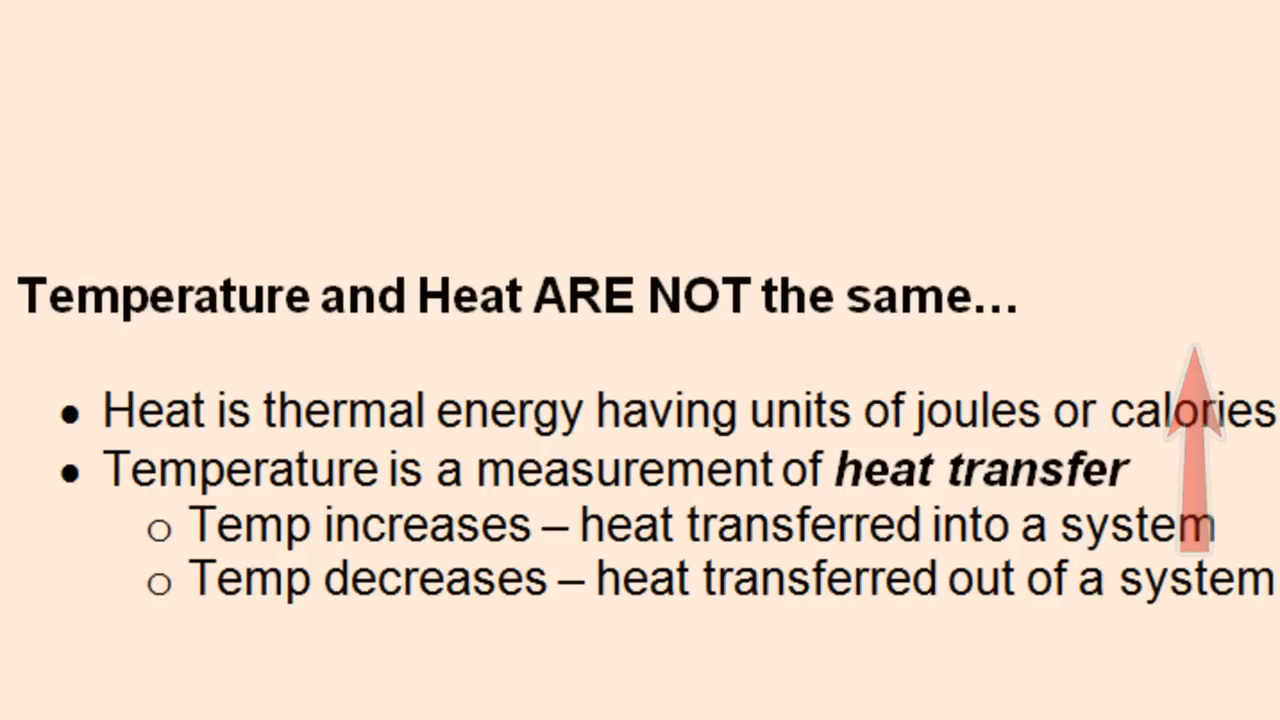 Temperature and Heat ARE NOT the same…
• Heat is thermal energy having units of joules or calories
• Temperature is a measurement of heat transfer
o Temp increases – heat transferred into a system
o Temp decreases – heat transferred out of a system